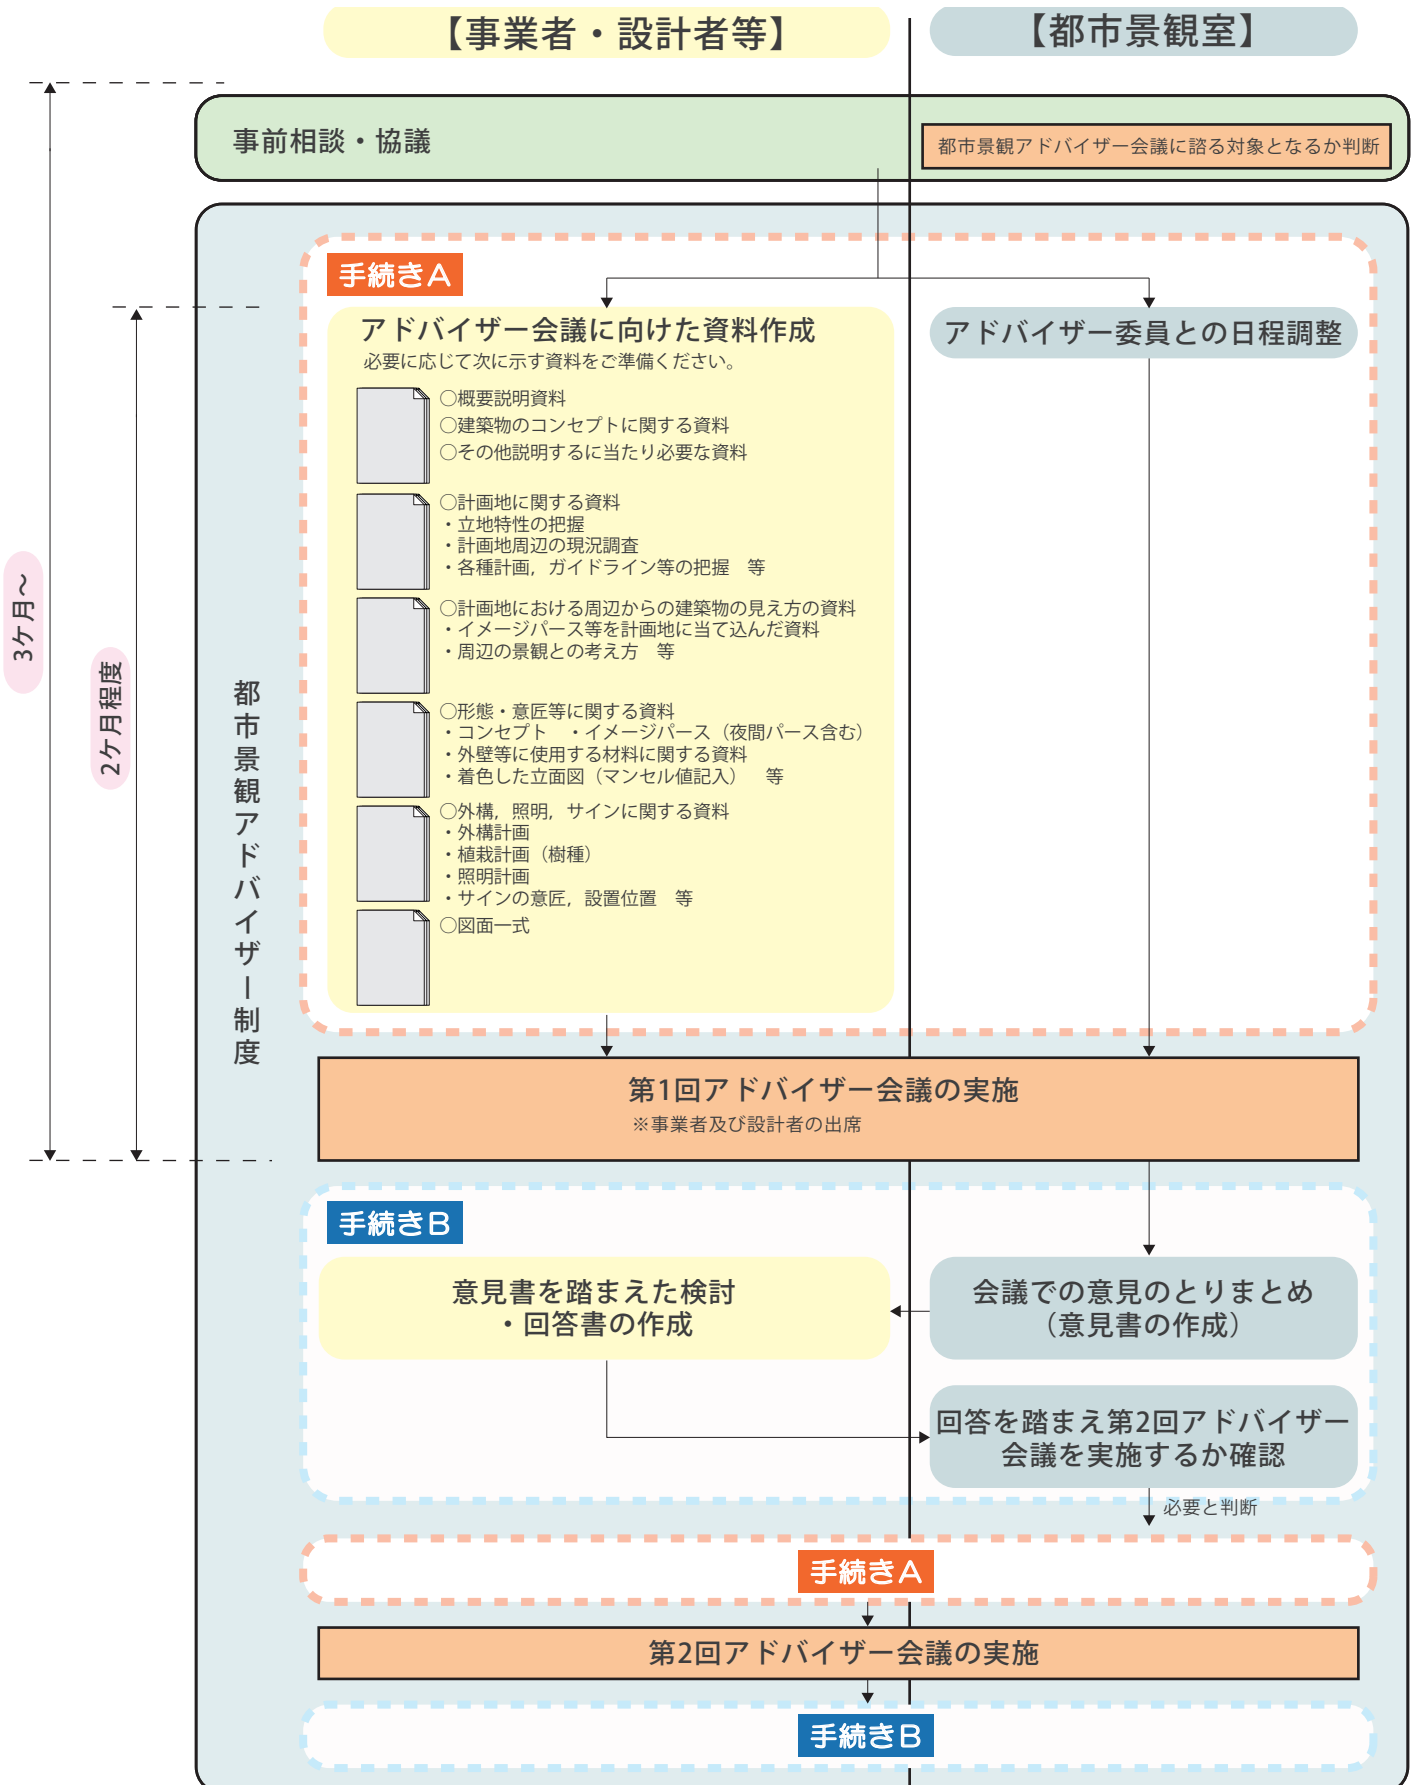 【事業者・設計者等】
【都市景観室】
事前相談・協議
都市景観アドバイザー会議に諮る対象となるか判断
3ケ月～
2ケ月程度
都市景観アドバイザー制度
手続きA
アドバイザー会議に向けた資料作成
必要に応じて次に示す資料をご準備ください。
○概要説明資料
○建築物のコンセプトに関する資料
○その他説明するに当たり必要な資料
○計画地に関する資料
・立地特性の把握
・計画地周辺の現況調査
・各種計画，ガイドライン等の把握　等
○計画地における周辺からの建築物の見え方の資料
・イメージパース等を計画地に当て込んだ資料
・周辺の景観との考え方　等
○形態・意匠等に関する資料
・コンセプト　・イメージパース（夜間パース含む）
・外壁等に使用する材料に関する資料
・着色した立面図（マンセル値記入）　等
○外構，照明，サインに関する資料
・外構計画
・植栽計画（樹種）
・照明計画
・サインの意匠，設置位置　等
○図面一式
アドバイザー委員との日程調整
第1回アドバイザー会議の実施
※事業者及び設計者の出席
手続きB
意見書を踏まえた検討
・回答書の作成
会議での意見のとりまとめ
（意見書の作成）
回答を踏まえ第2回アドバイザー
会議を実施するか確認
必要と判断
手続きA
第2回アドバイザー会議の実施
手続きB